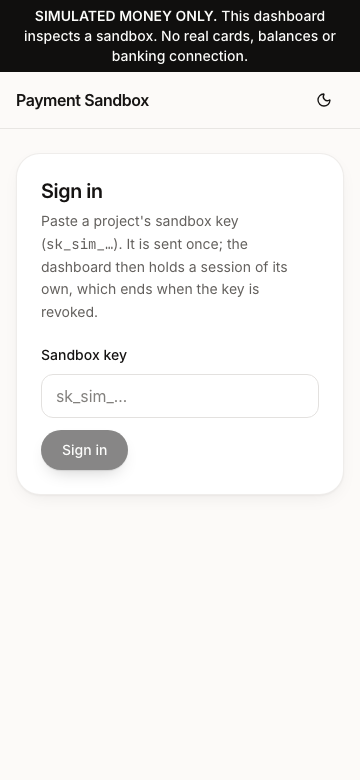 SIMULATED MONEY ONLY. This dashboard
inspects a sandbox. No real cards, balances or
banking connection.
Payment Sandbox
Sign in
Paste a project's sandbox key
(sk_sim_…). It is sent once; the
dashboard then holds a session of its
own, which ends when the key is
revoked.
Sandbox key
sk_sim_...
Sign in